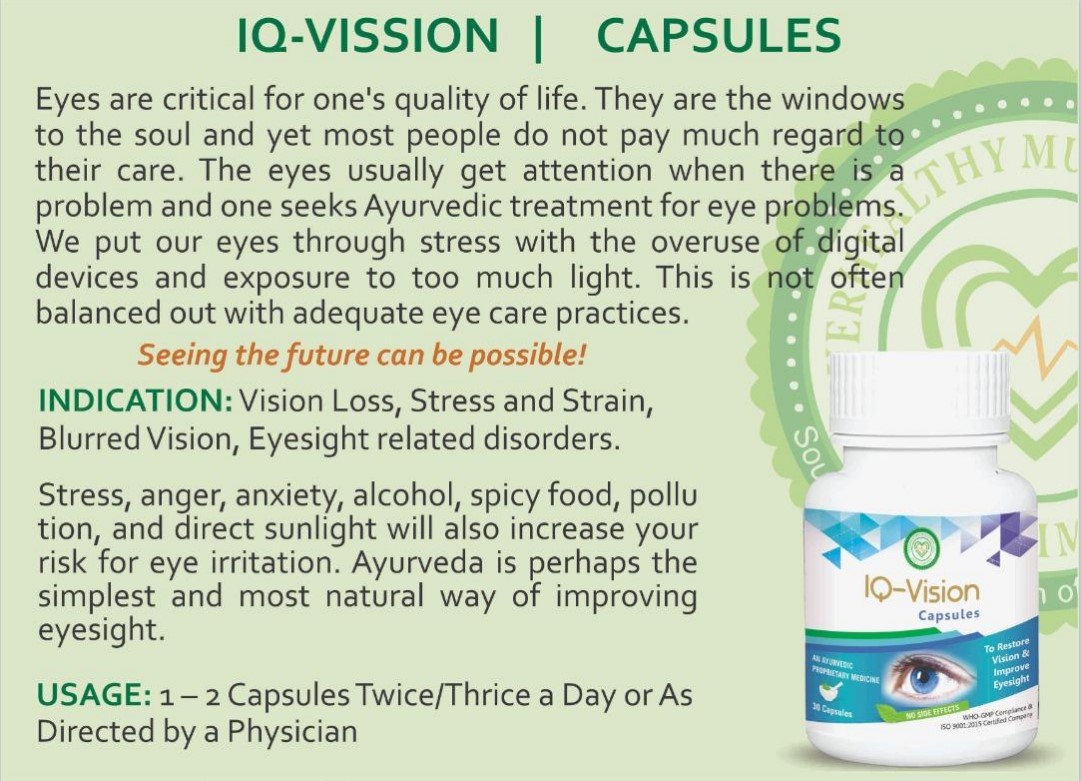 IQ-VISSION | CAPSULES
Eyes are critical for one's quality of life. They are the windows
to the soul and yet most people do not pay much regard to
their care. The eyes usually get attention when there is a
problem and one seeks Ayurvedic treatment for eye problems.
We put our eyes through stress with the overuse of digital
devices and exposure to too much light. This is not often
balanced out with adequate eye care practices.
Seeing the future can be possible!
INDICATION: Vision Loss, Stress and Strain,
Blurred Vision, Eyesight related disorders.
Stress, anger, anxiety, alcohol, spicy food, pollu
tion, and direct sunlight will also increase your
risk for eye irritation. Ayurveda is perhaps the
simplest and most natural way of improving
eyesight.
USAGE: 1 – 2 Capsules Twice/Thrice a Day or As
Directed by a Physician
IQ-Vision
Capsules
AN AYURVEDIC
PROPRIETARY MEDICINE
30 Capsules
To Restore
Vision &
Improve
Eyesight
NO SIDE EFFECTS
WHO-GMP Compliance &
ISO 9001:2015 Certified Company